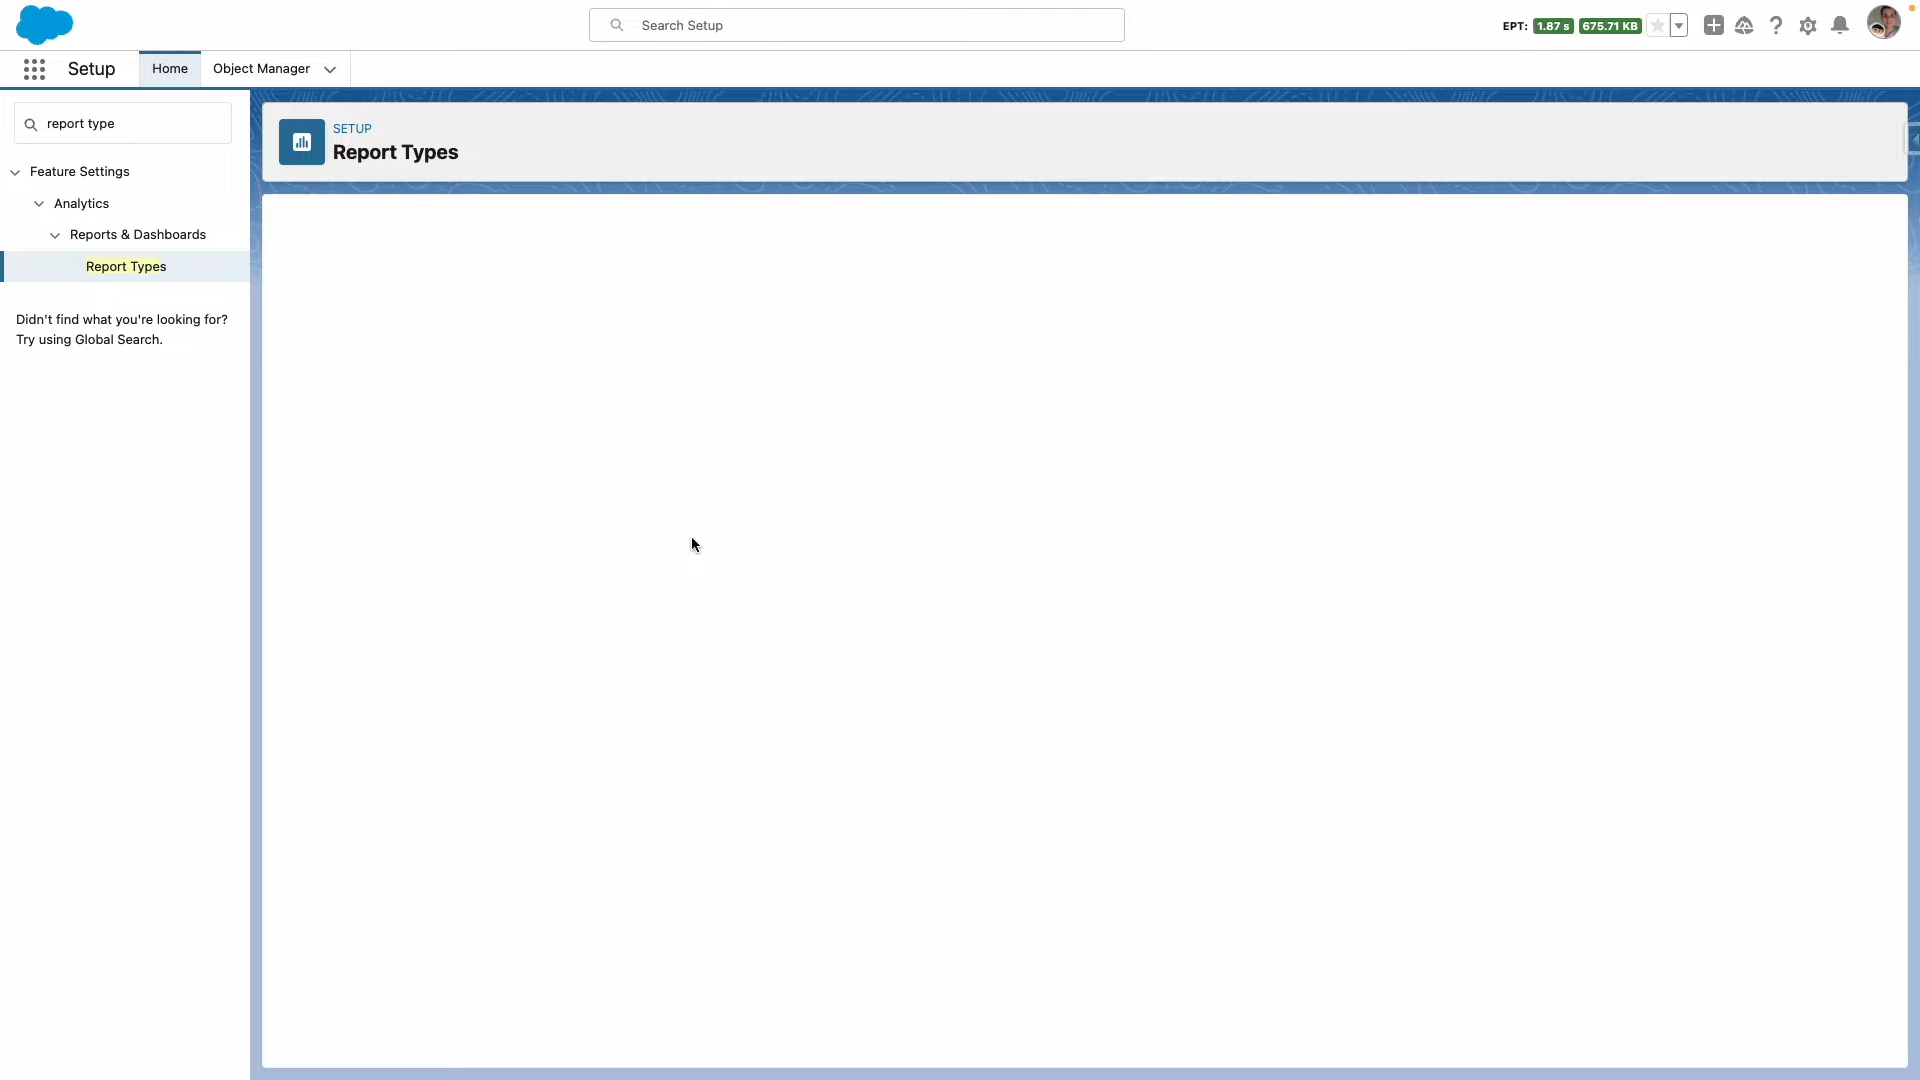 Search Setup
EPT: 1.87 s 675.71 KB
Setup
Home
Object Manager
report type
Feature Settings
Analytics
Reports & Dashboards
Report Types
Didn't find what you're looking for?
Try using Global Search.
SETUP
Report Types